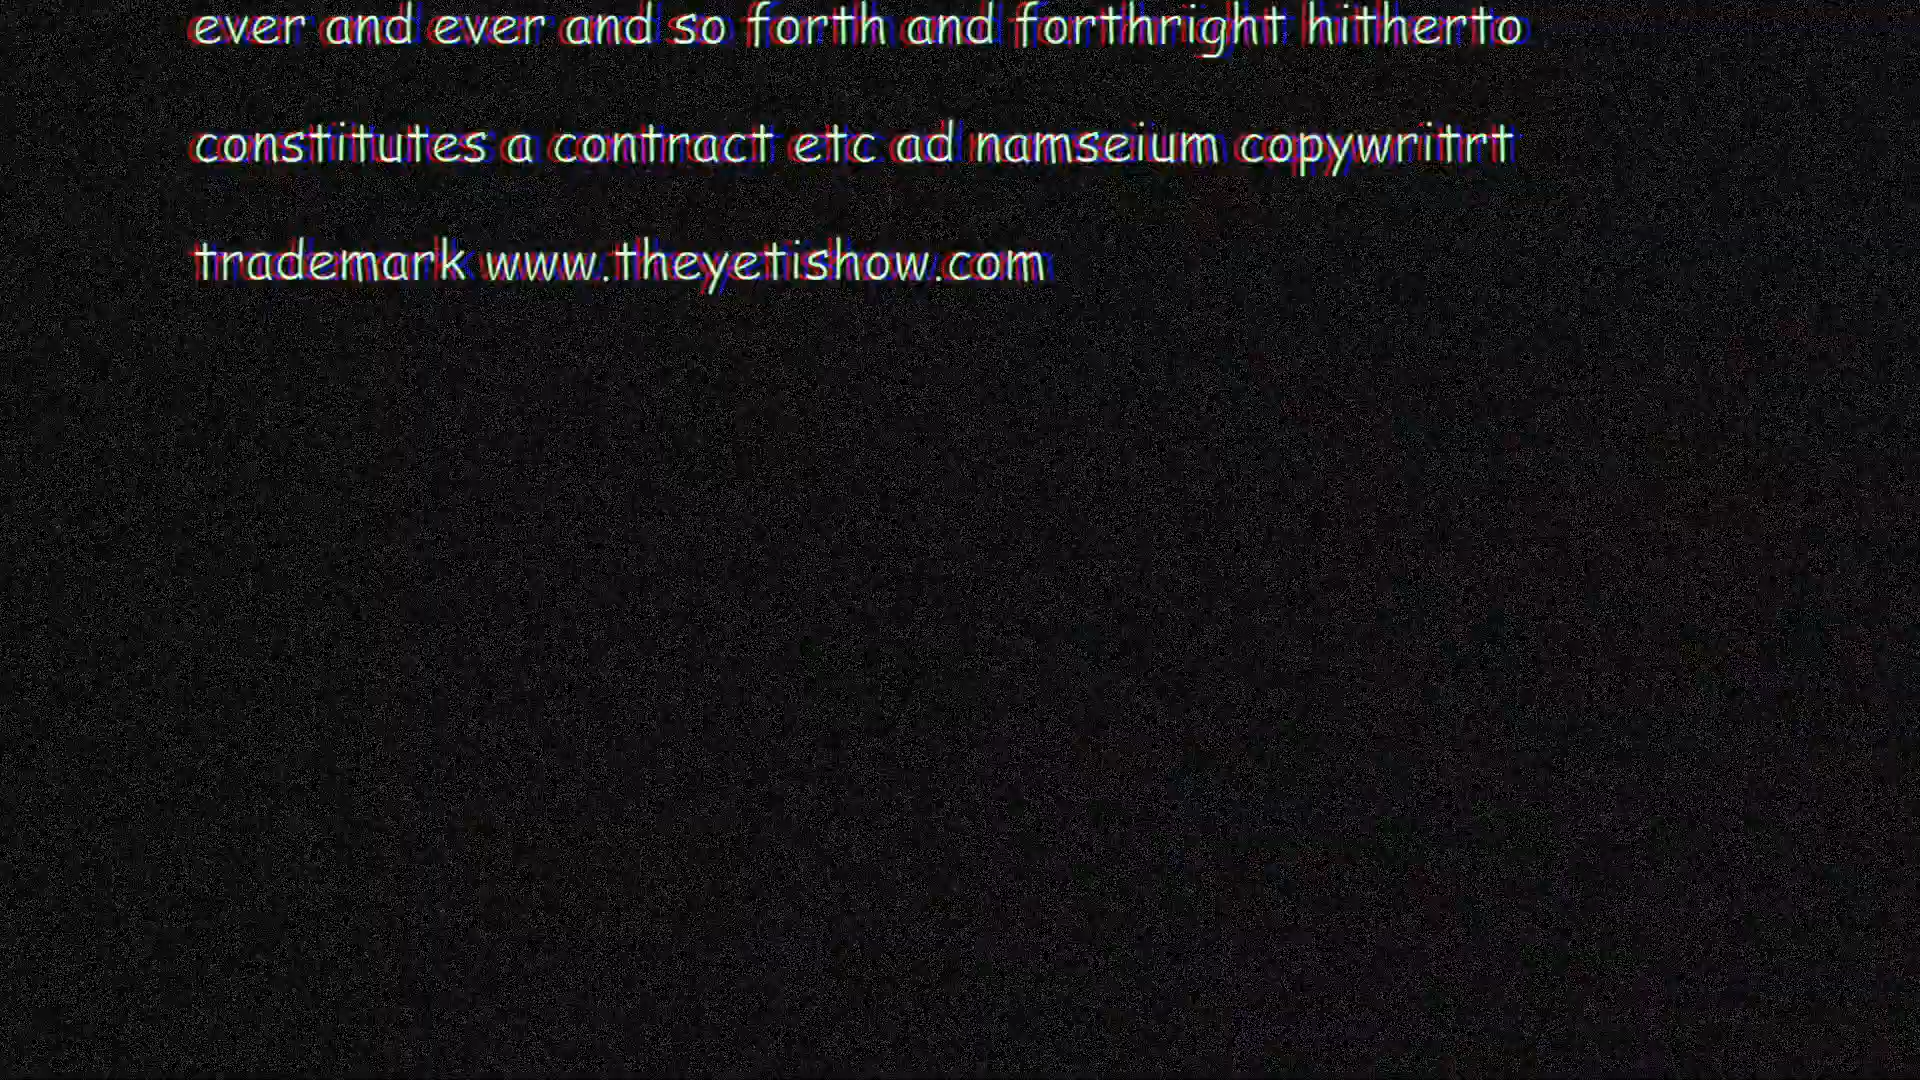 ever and ever and so forth and forthright hitherto
constitutes a contract etc ad namseium copywritrt
trademark www.theyetishow.com